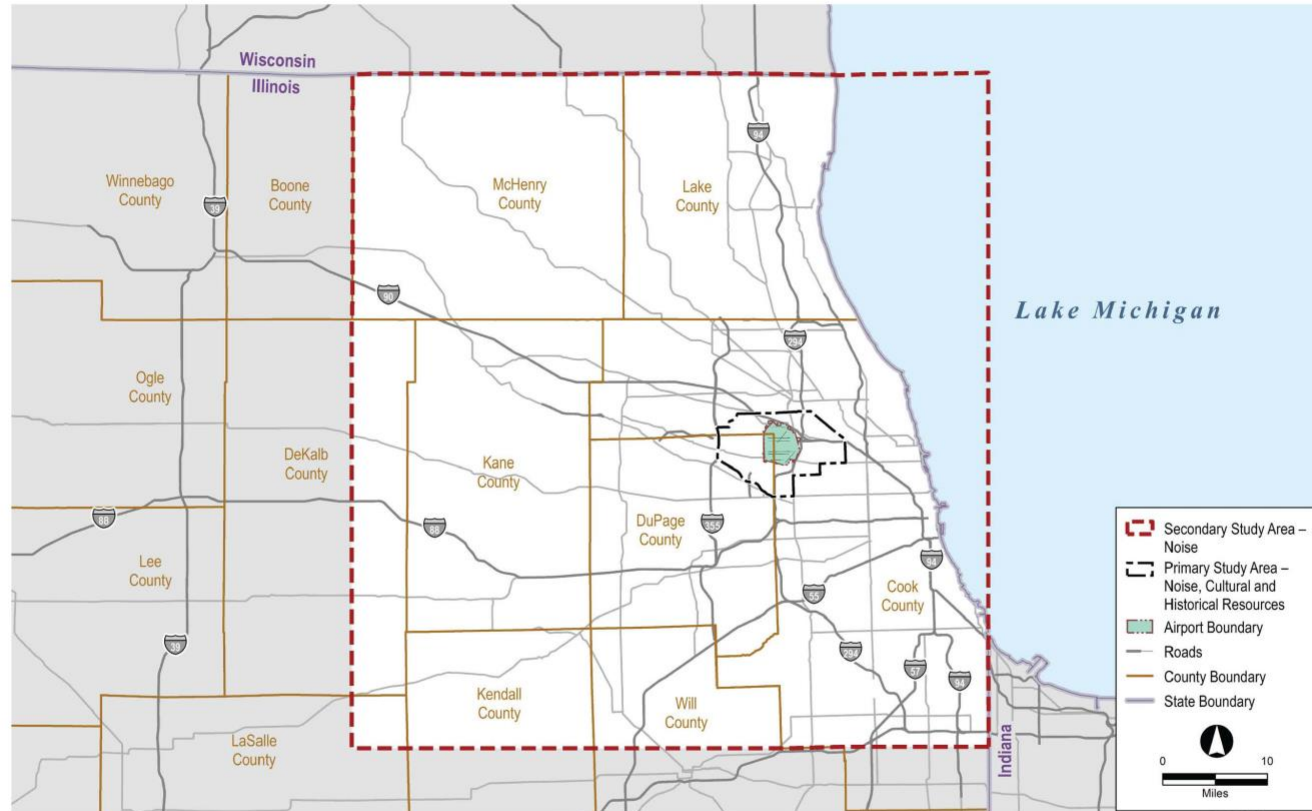 Wisconsin
Illinois
94
Winnebago
County
Boone
County
McHenry
County
Lake
County
39
90
Lake Michigan
294
Ogle
County
DeKalb
County
Kane
County
88
88
355
DuPage
County
Lee
County
94
55
Cook
County
39
294
57
94
Kendall
County
Will
County
LaSalle
County
Indiana
Secondary Study Area –
Noise
Primary Study Area –
Noise, Cultural and
Historical Resources
Airport Boundary
Roads
County Boundary
State Boundary
0 10
Miles